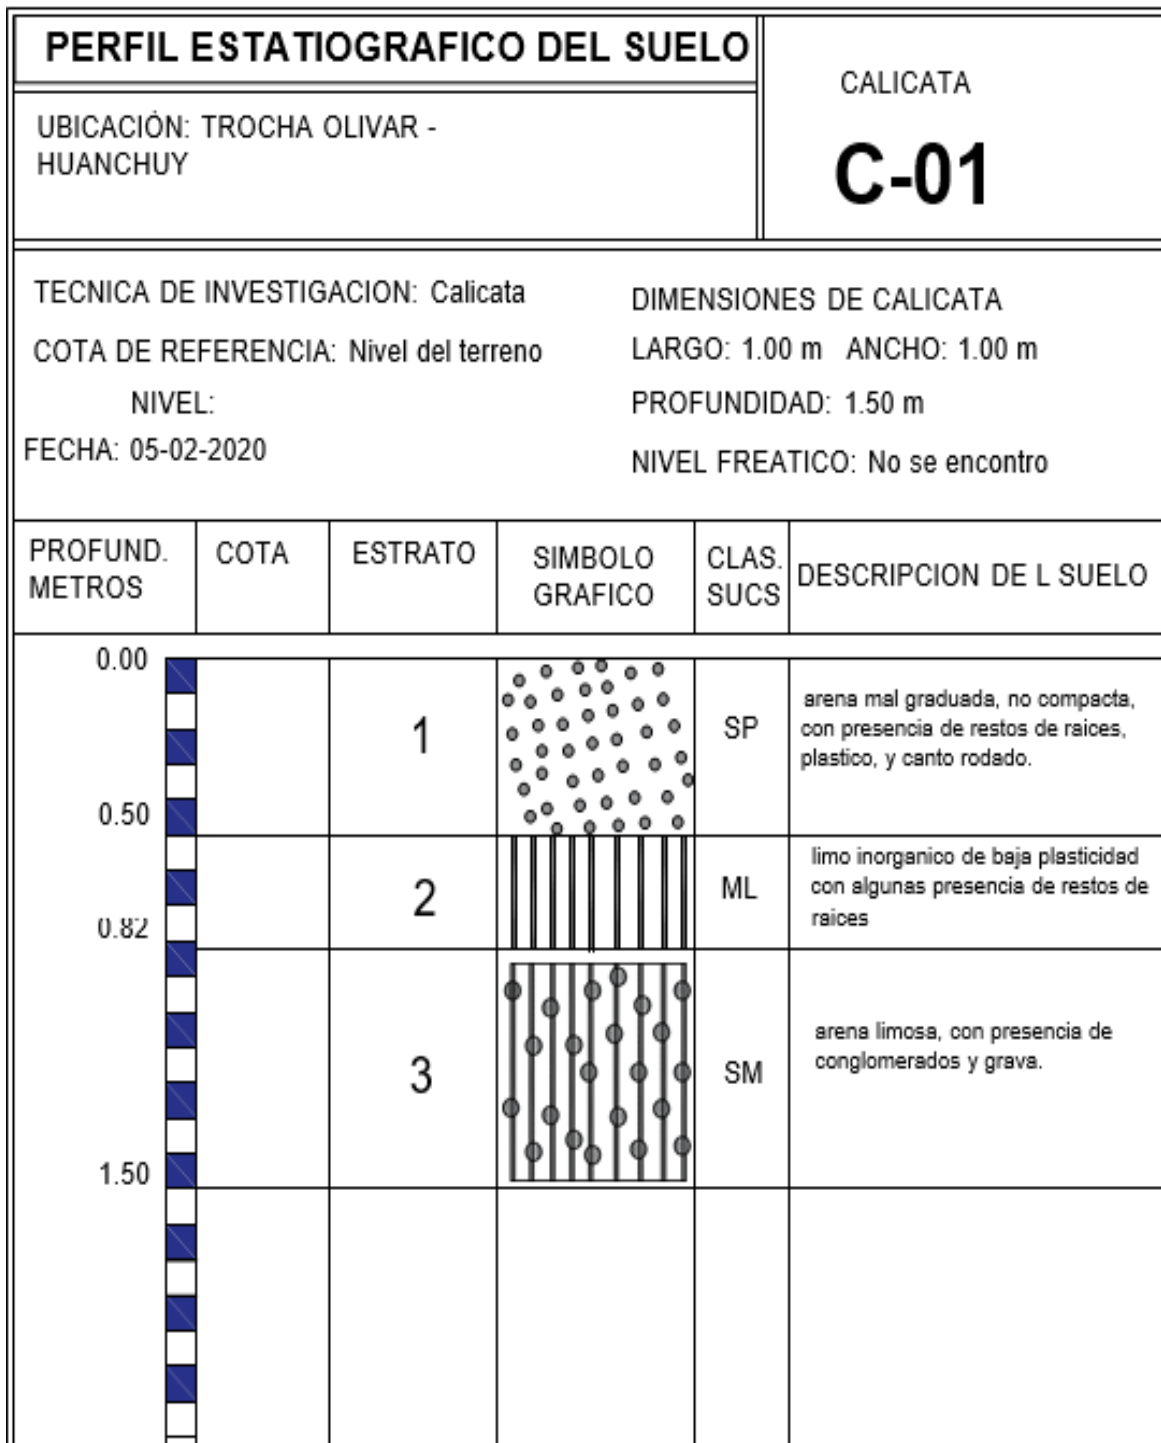 PERFIL ESTATIOGRAFICO DEL SUELO
UBICACIÓN: TROCHA OLIVAR -
HUANCHUY
CALICATA
C-01
TECNICA DE INVESTIGACION: Calicata
COTA DE REFERENCIA: Nivel del terreno
NIVEL:
FECHA: 05-02-2020
DIMENSIONES DE CALICATA
LARGO: 1.00 m ANCHO: 1.00 m
PROFUNDIDAD: 1.50 m
NIVEL FREATICO: No se encontro
PROFUND.
METROS
COTA
ESTRATO
SIMBOLO
GRAFICO
CLAS.
SUCS
DESCRIPCION DE L SUELO
0.00
1
SP
arena mal graduada, no compacta,
con presencia de restos de raices,
plastico, y canto rodado.
0.50
2
ML
limo inorganico de baja plasticidad
con algunas presencia de restos de
raices
0.82
3
SM
arena limosa, con presencia de
conglomerados y grava.
1.50